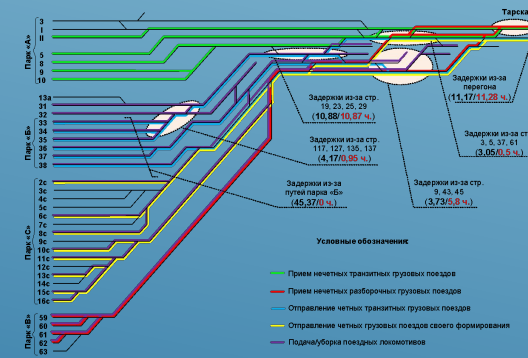 Тарска
Парк «А»
3
I
5
8
9
10
Задержки из-за
перегона
(11,17/11,28 ч.)
Задержки из-за стр.
19, 23, 25, 29
(10,88/10,87 ч.)
Задержки из-за ст
3, 5, 37, 61
(3,05/0,5 ч.)
Задержки из-за стр.
117, 127, 135, 137
(4,17/0,95 ч.)
Задержки из-за
путей парка «Б»
(45,37/0 ч.)
Задержки из-за стр.
9, 43, 45
(3,73/5,8 ч.)
Парк «Б»
13а
31
32
33
34
35
36
37
38
Парк «С»
2с
3с
4с
5с
6с
7с
8с
9с
10с
11с
12с
13с
14с
15с
16с
Парк «В»
59
60
61
62
63
Условные обозначения:
Прием нечетных транзитных грузовых поездов
Прием нечетных разборочных грузовых поездов
Отправление четных транзитных грузовых поездов
Отправление четных грузовых поездов своего формирования
Подача/уборка поездных локомотивов